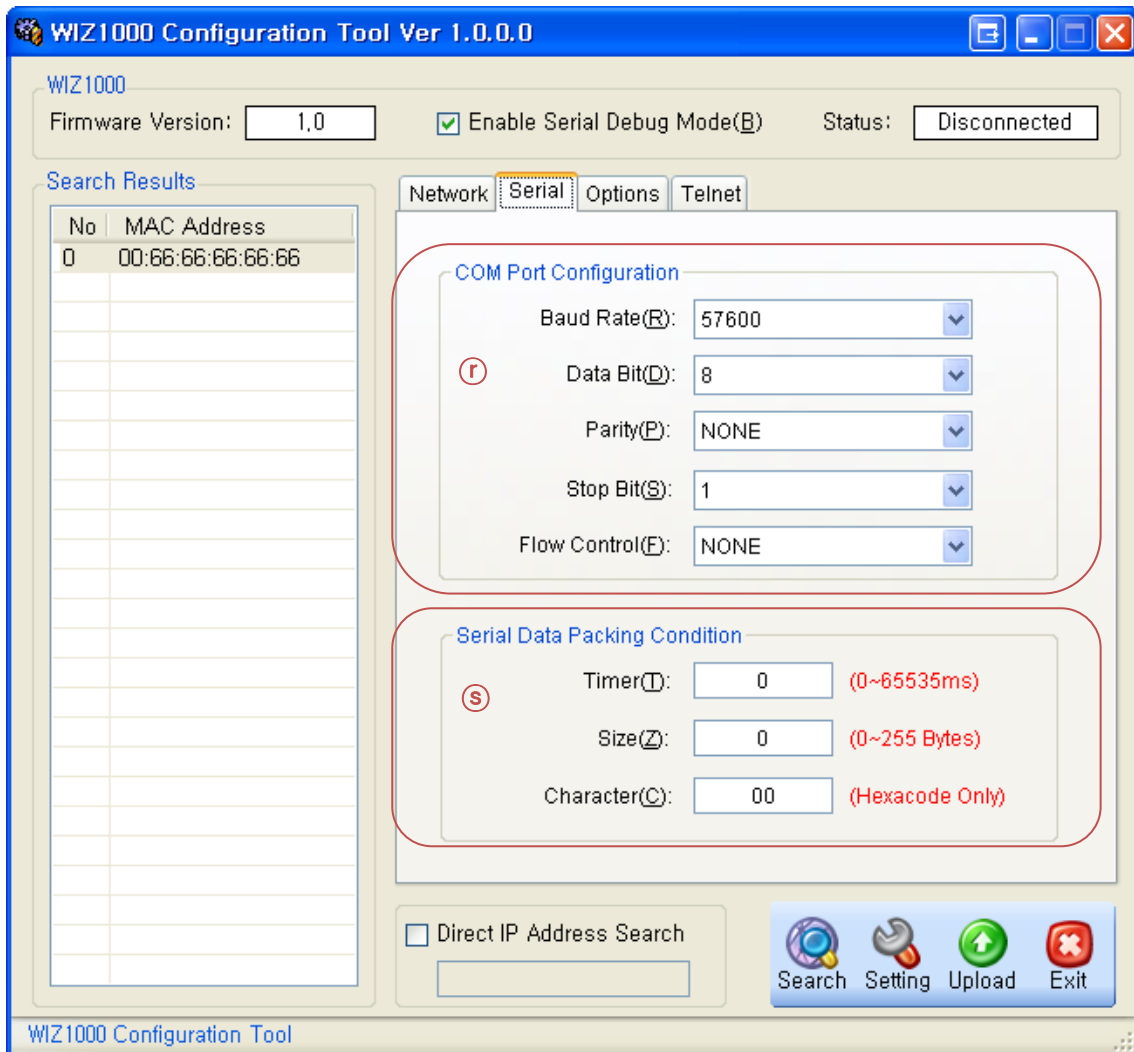 WIZ1000 Configuration Tool Ver 1.0.0.0
WIZ1000
Firmware Version: 1,0 Enable Serial Debug Mode(B) Status: Disconnected
Search Results
No MAC Address
0 00:66:66:66:66:66
Network Serial Options Telnet
COM Port Configuration
Baud Rate(R): 57600
r
Data Bit(D): 8
Parity(P): NONE
Stop Bit(S): 1
Flow Control(F): NONE
Serial Data Packing Condition
Timer(T): 0 (0~65535ms)
s
Size(Z): 0 (0~255 Bytes)
Character(C): 00 (Hexacode Only)
Direct IP Address Search
Search Setting Upload Exit
WIZ1000 Configuration Tool